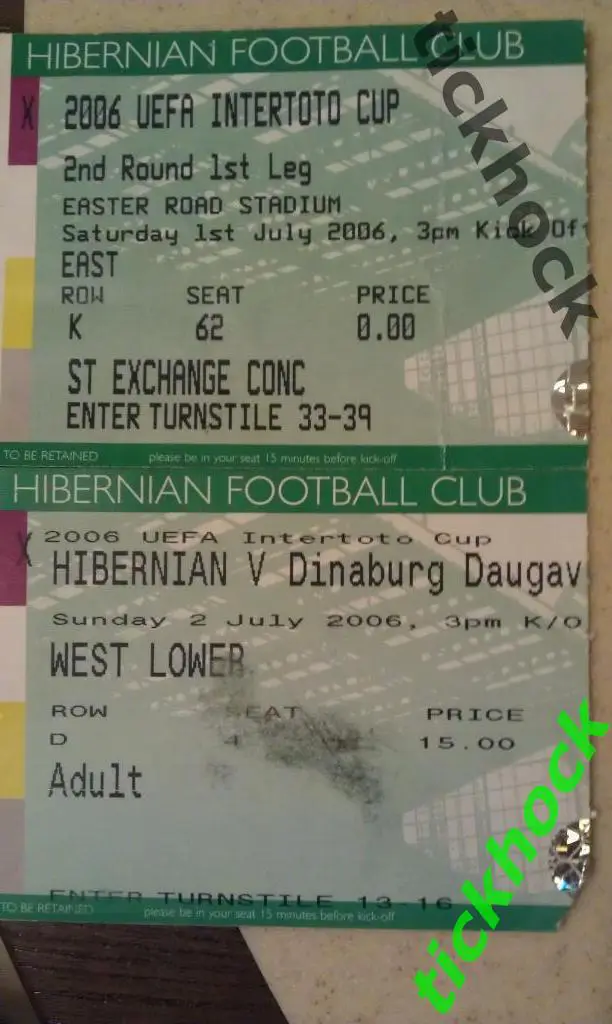 HIBERNIAN FOOTBALL CLUB
X
2006 UEFA INTERTOTO CUP
2nd Round 1st Leg
EASTER ROAD STADIUM
Saturday 1st July 2006, 3pm Kick Of
EAST
ROW SEAT PRICE
K 62 0.00
ST EXCHANGE CONC
ENTER TURNSTILE 33-39
TO BE RETAINED please be in your seat 15 minutes before kick-off
tickhock
HIBERNIAN FOOTBALL CLUB
X
2006 UEFA Intertoto Cup
HIBERNIAN V Dinaburg Daugav
Sunday 2 July 2006, 3pm K/O
WEST LOWER
ROW SEAT PRICE
D 15.00
Adult
ENTER TURNSTILE 13-16
TO BE RETAINED please be in your seat 15 minutes before kick-off
tickhock